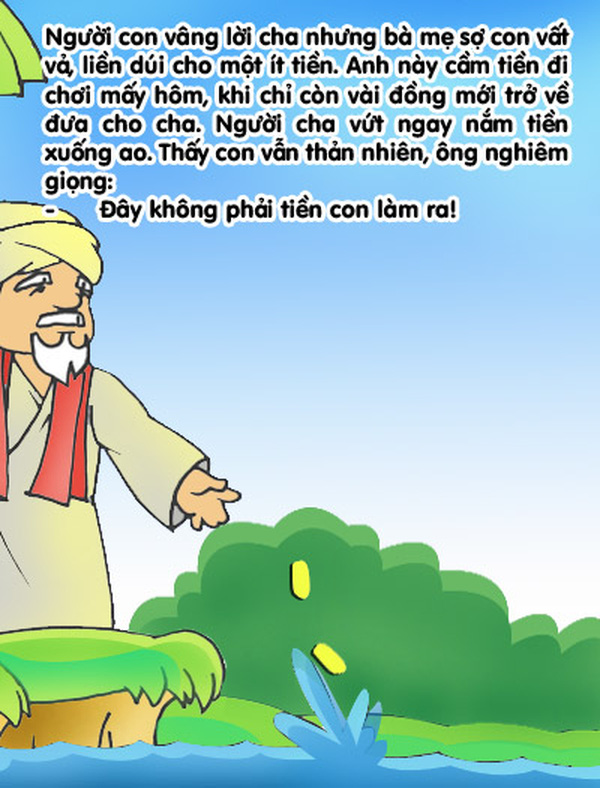 Người con vâng lời cha nhưng bà mẹ sợ con vất
vả, liền dúi cho một ít tiền. Anh này cầm tiền đi
chơi mấy hôm, khi chỉ còn vài đồng mới trở về
đưa cho cha. Người cha vứt ngay nắm tiền
xuống ao. Thấy con vẫn thản nhiên, ông nghiêm
giọng:
- Đây không phải tiền con làm ra!